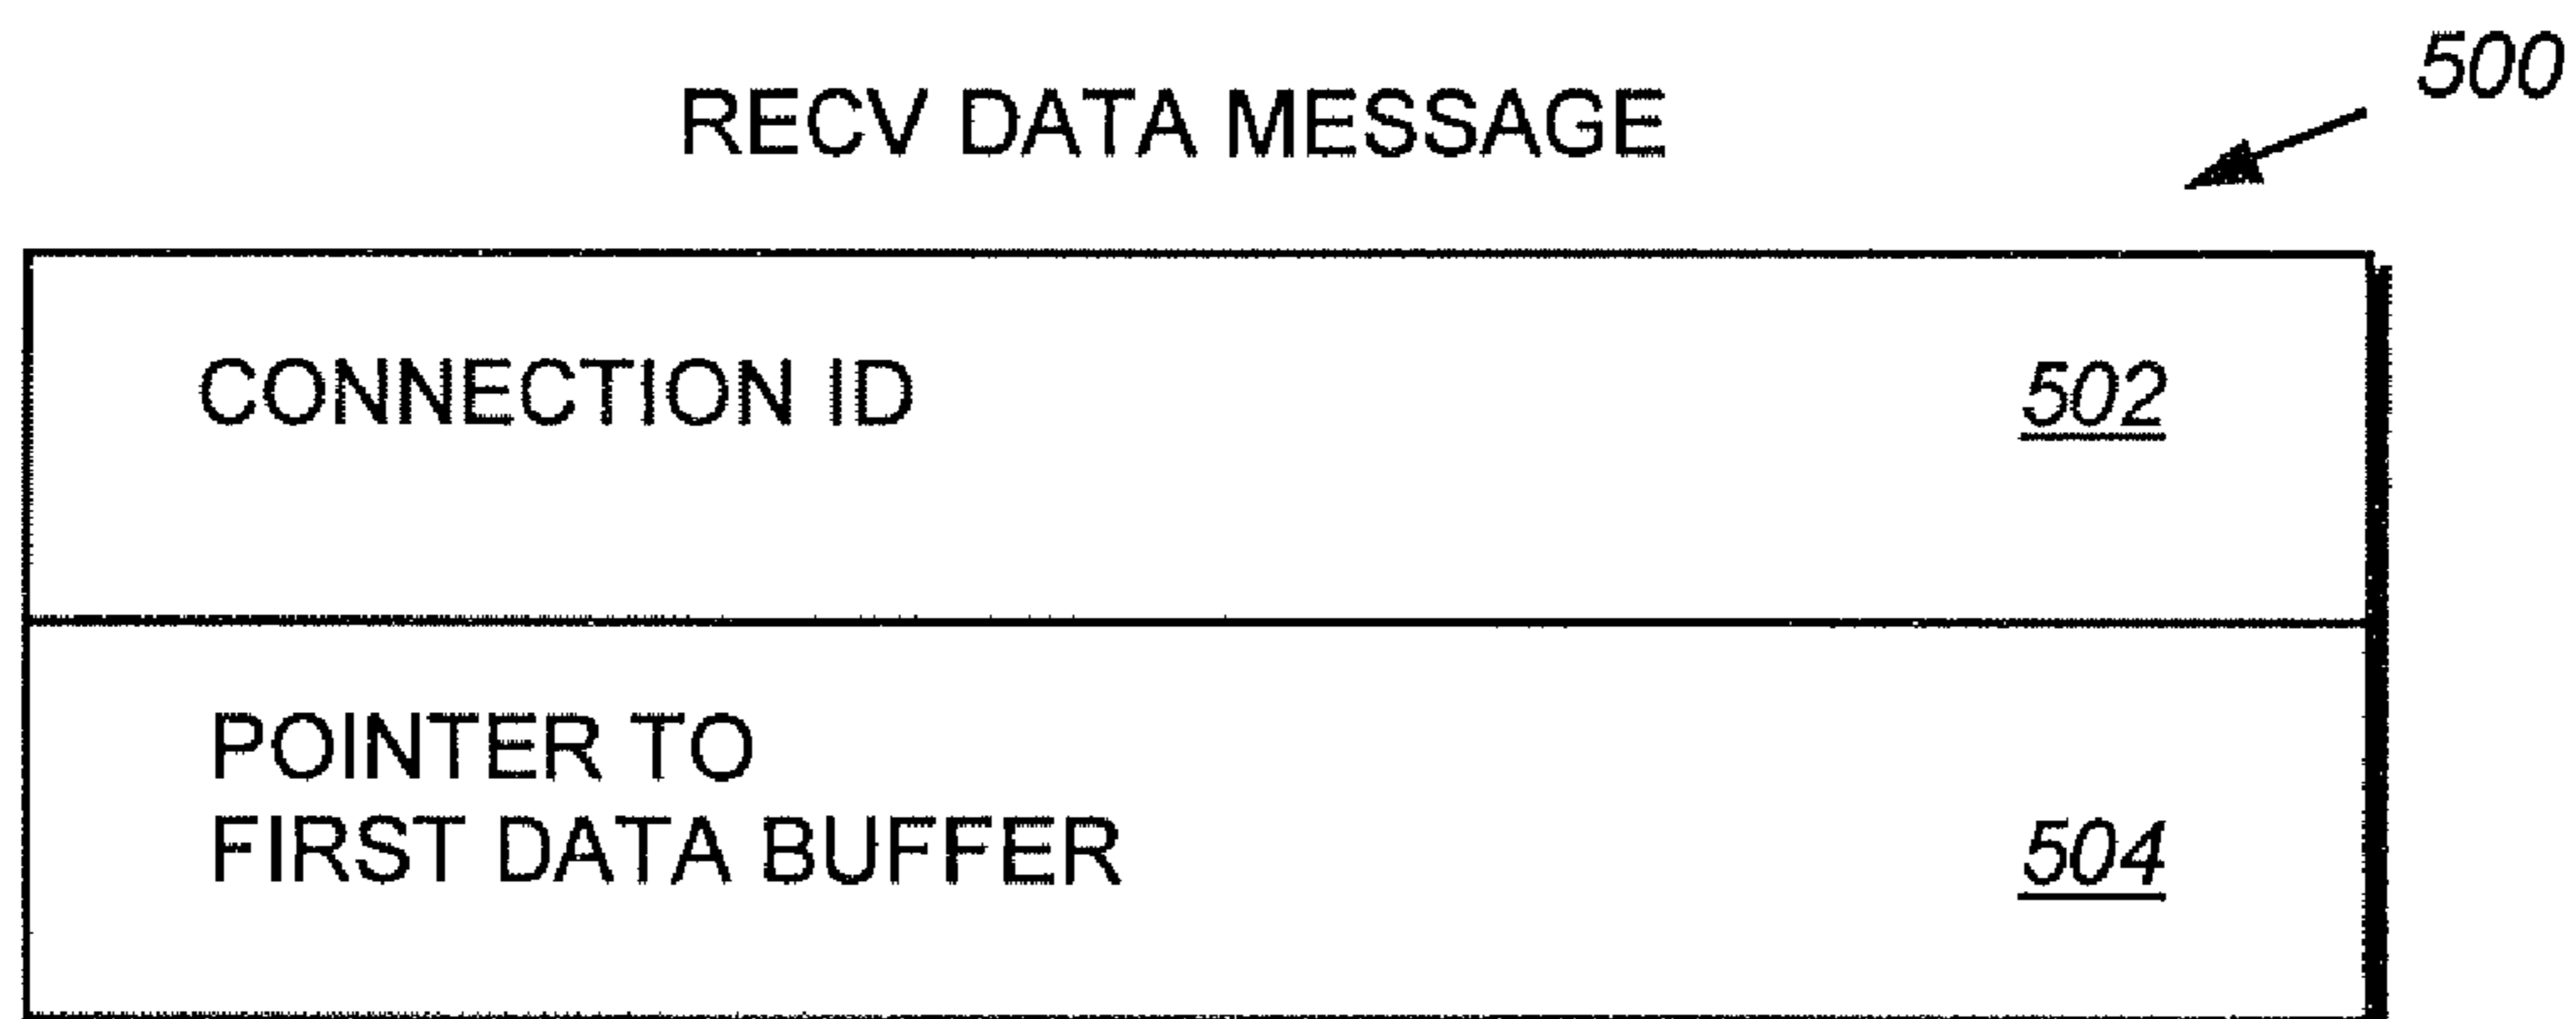 500
RECV DATA MESSAGE
CONNECTION ID 502
POINTER TO
FIRST DATA BUFFER 504